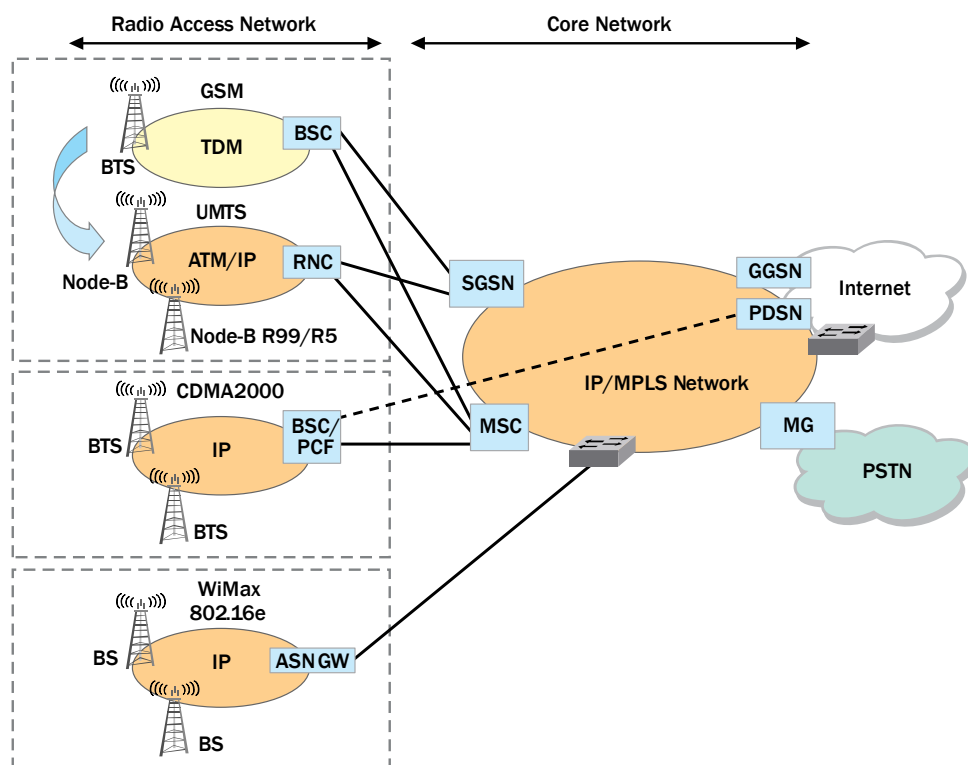 Radio Access Network
Core Network
GSM
BTS
TDM
BSC
UMTS
Node-B
ATM/IP
RNC
Node-B R99/R5
SGSN
GGSN
PDSN
Internet
IP/MPLS Network
CDMA2000
BTS
IP
BSC/
PCF
BTS
MSC
MG
PSTN
WiMax
802.16e
BS
IP
ASNGW
BS